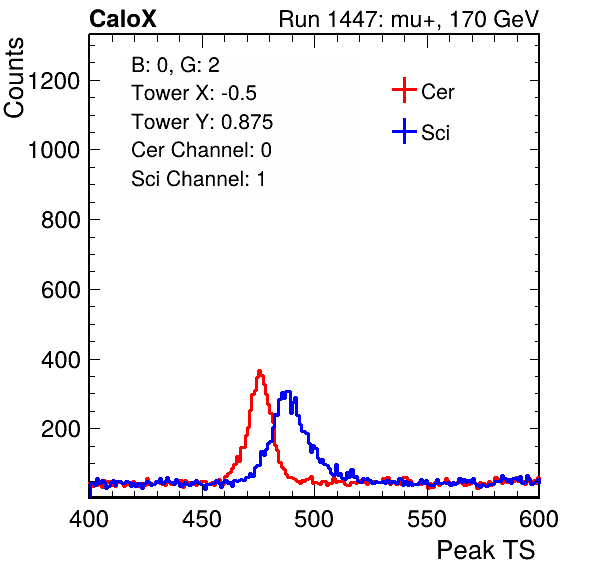 CaloX Run 1447: mu+, 170 GeV
Counts
B: 0, G: 2
Tower X: -0.5
Tower Y: 0.875
Cer Channel: 0
Sci Channel: 1
Cer
Sci
1200
1000
800
600
400
200
400 450 500 550 600
Peak TS